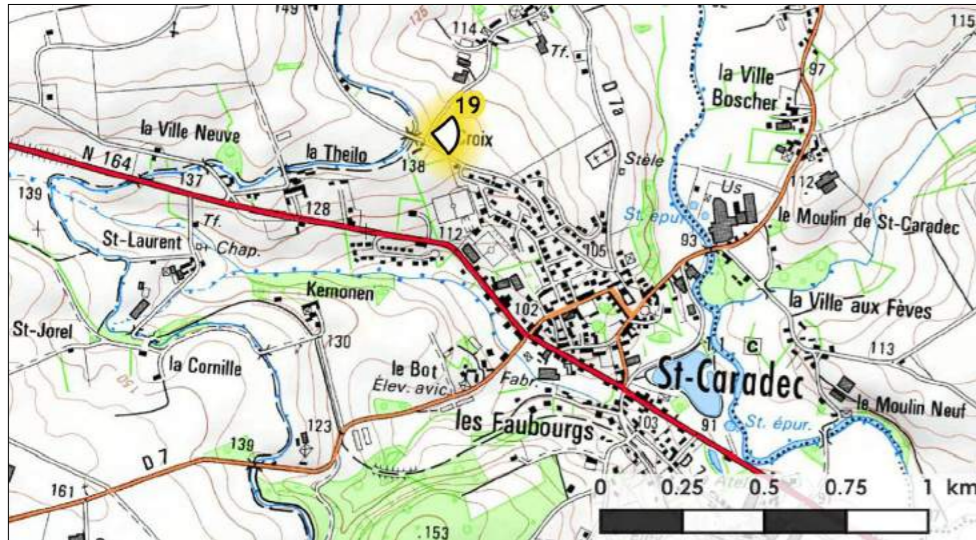 149
125
114
Tf.
D 7a
97
115
la Ville
Boscher
19
Croix
la Ville Neuve
la Theilo
138
N 164
137
139
128
Stèle
112
Us
St. épur.
le Moulin de St-Caradec
93
St-Laurent
Tf.
Chap.
112
105
Kernonen
la Ville aux Fèves
102
St-Jorel
130
11
C
113
la Cornille
le Bot
Élev. avic.
Fabr.
St-Caradec
le Moulin Neuf
150
les Faubourgs
103
91
St. épur.
123
139
D 7
161
153
0 0.25 0.5 0.75 1 km